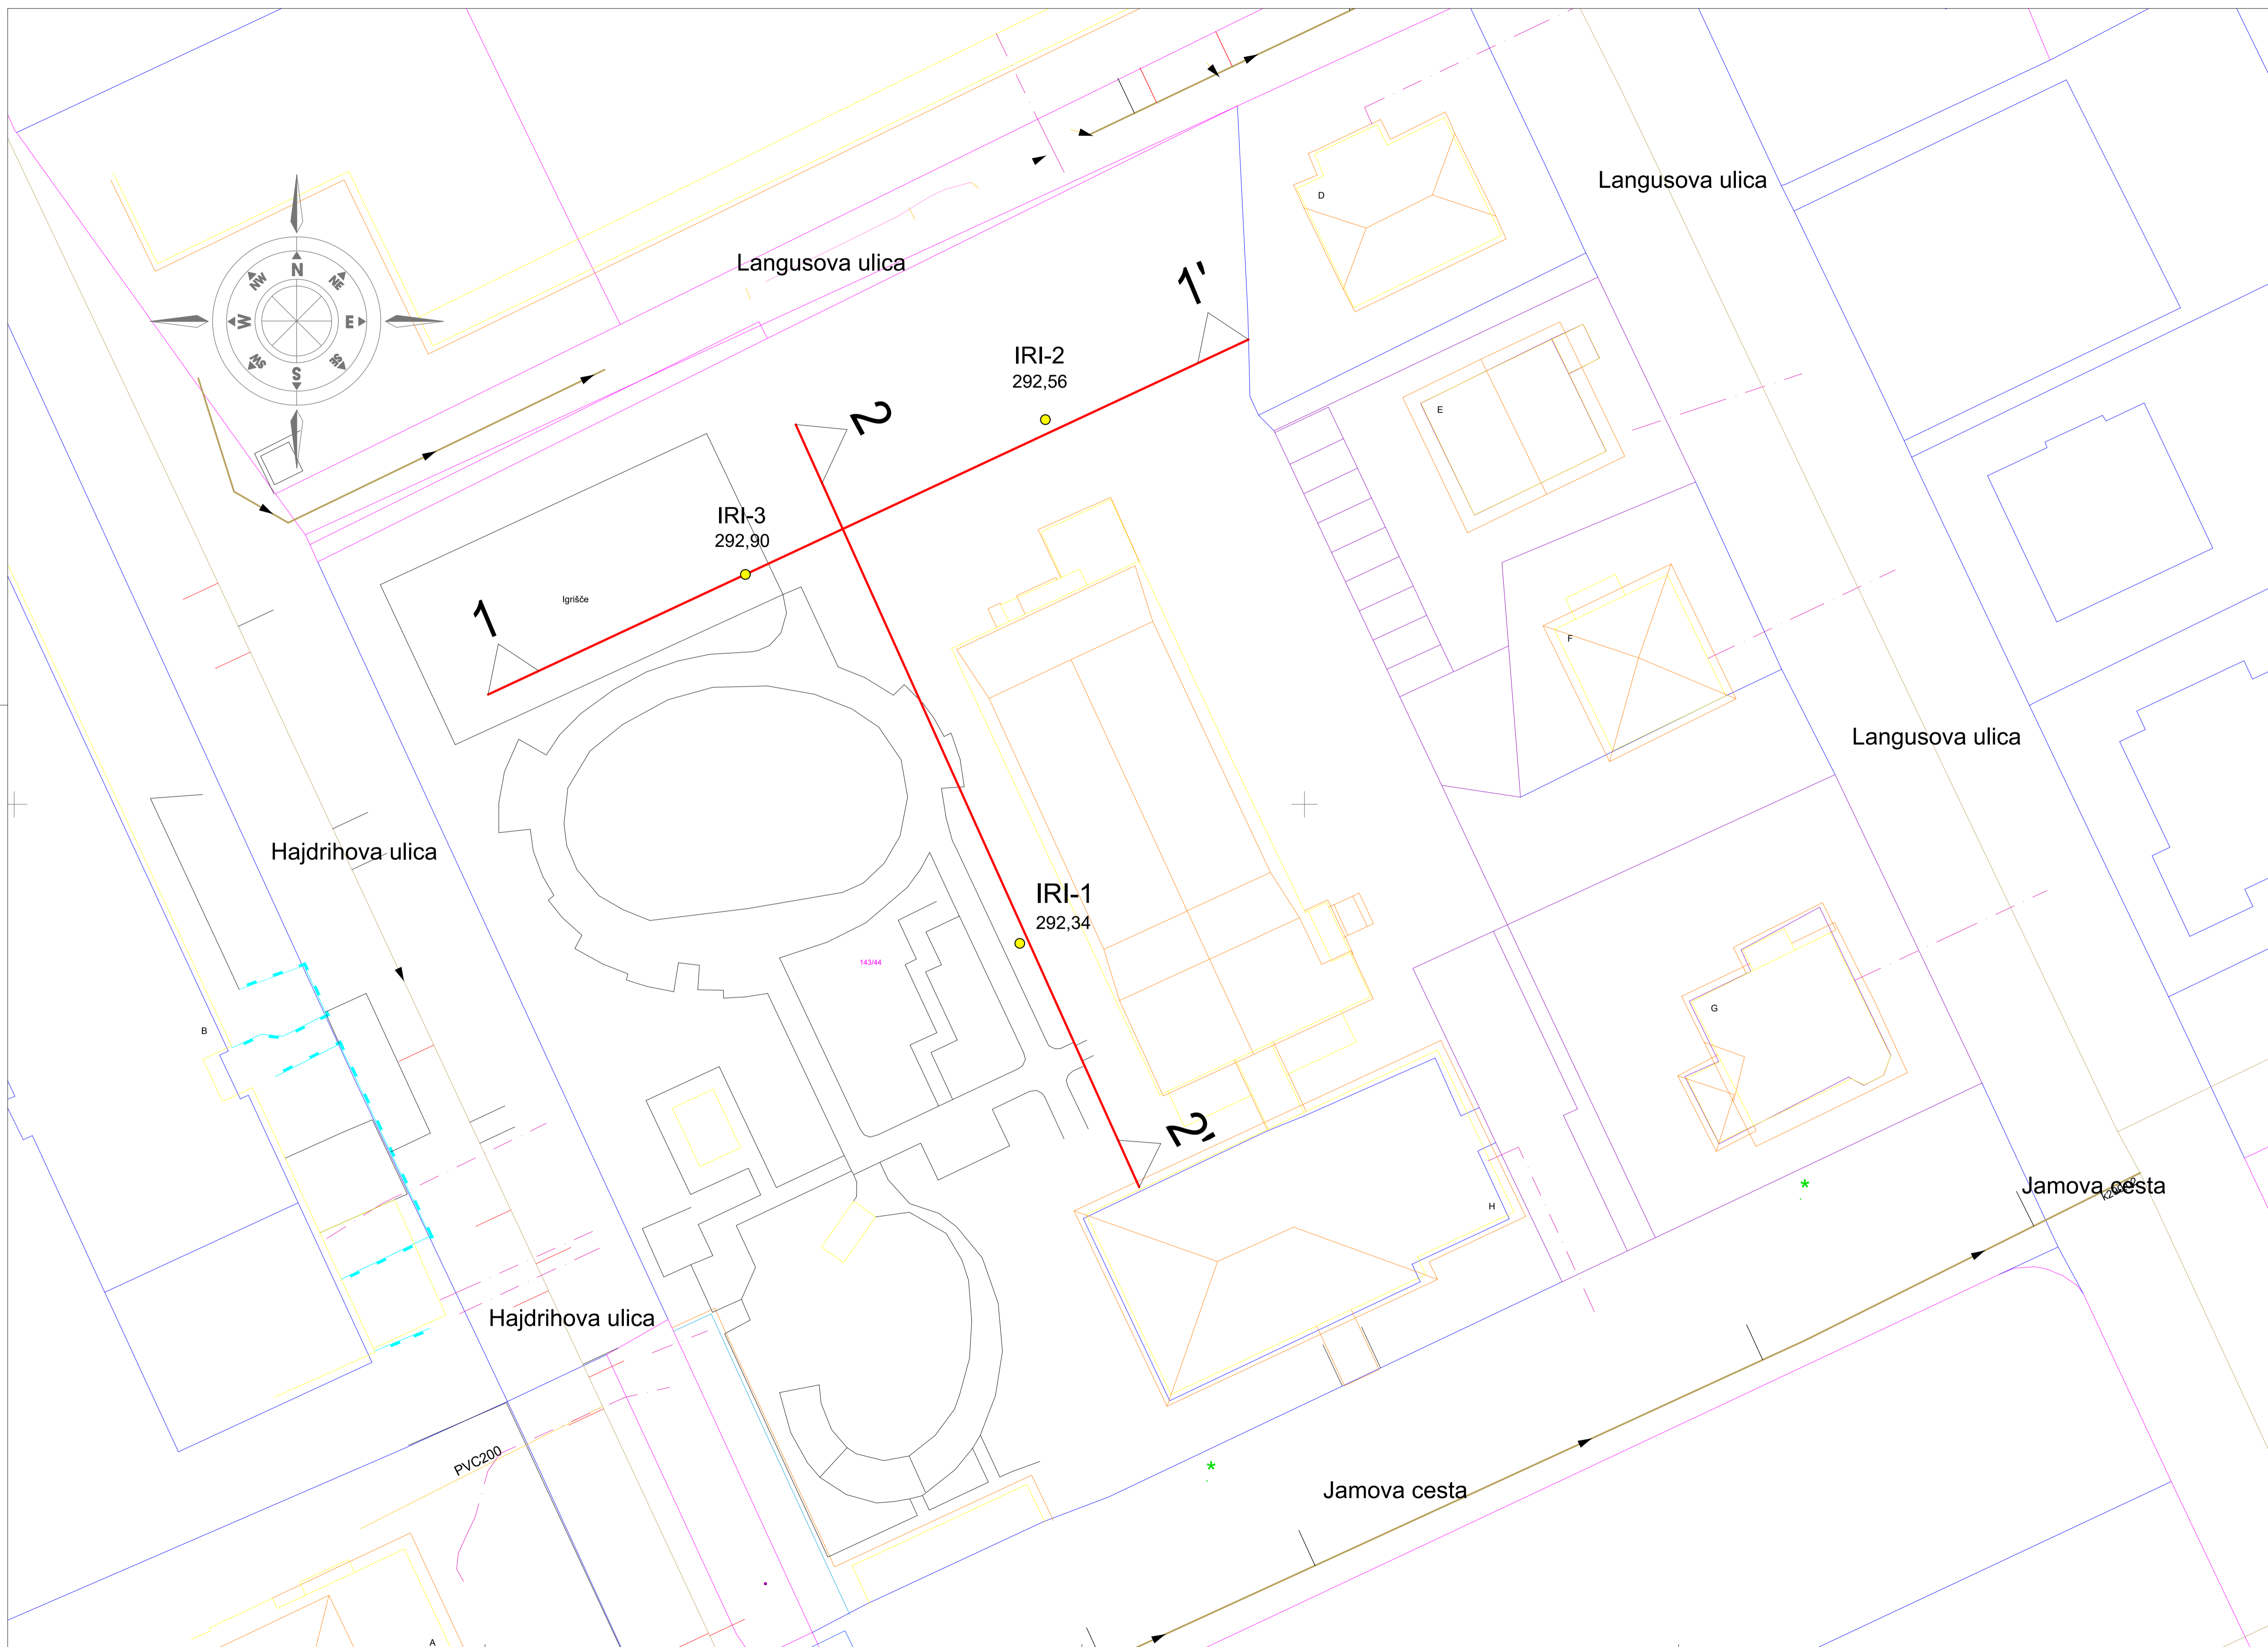 D
Langusova ulica
Langusova ulica
1'
N
NW
NE
W
E
SW
SE
S
IRI-2
292,56
2
E
IRI-3
292,90
Igrišče
1
F
Langusova ulica
Hajdrihova ulica
IRI-1
292,34
143/44
G
B
2'
Jamova cesta
H
Hajdrihova ulica
PVC200
Jamova cesta
A